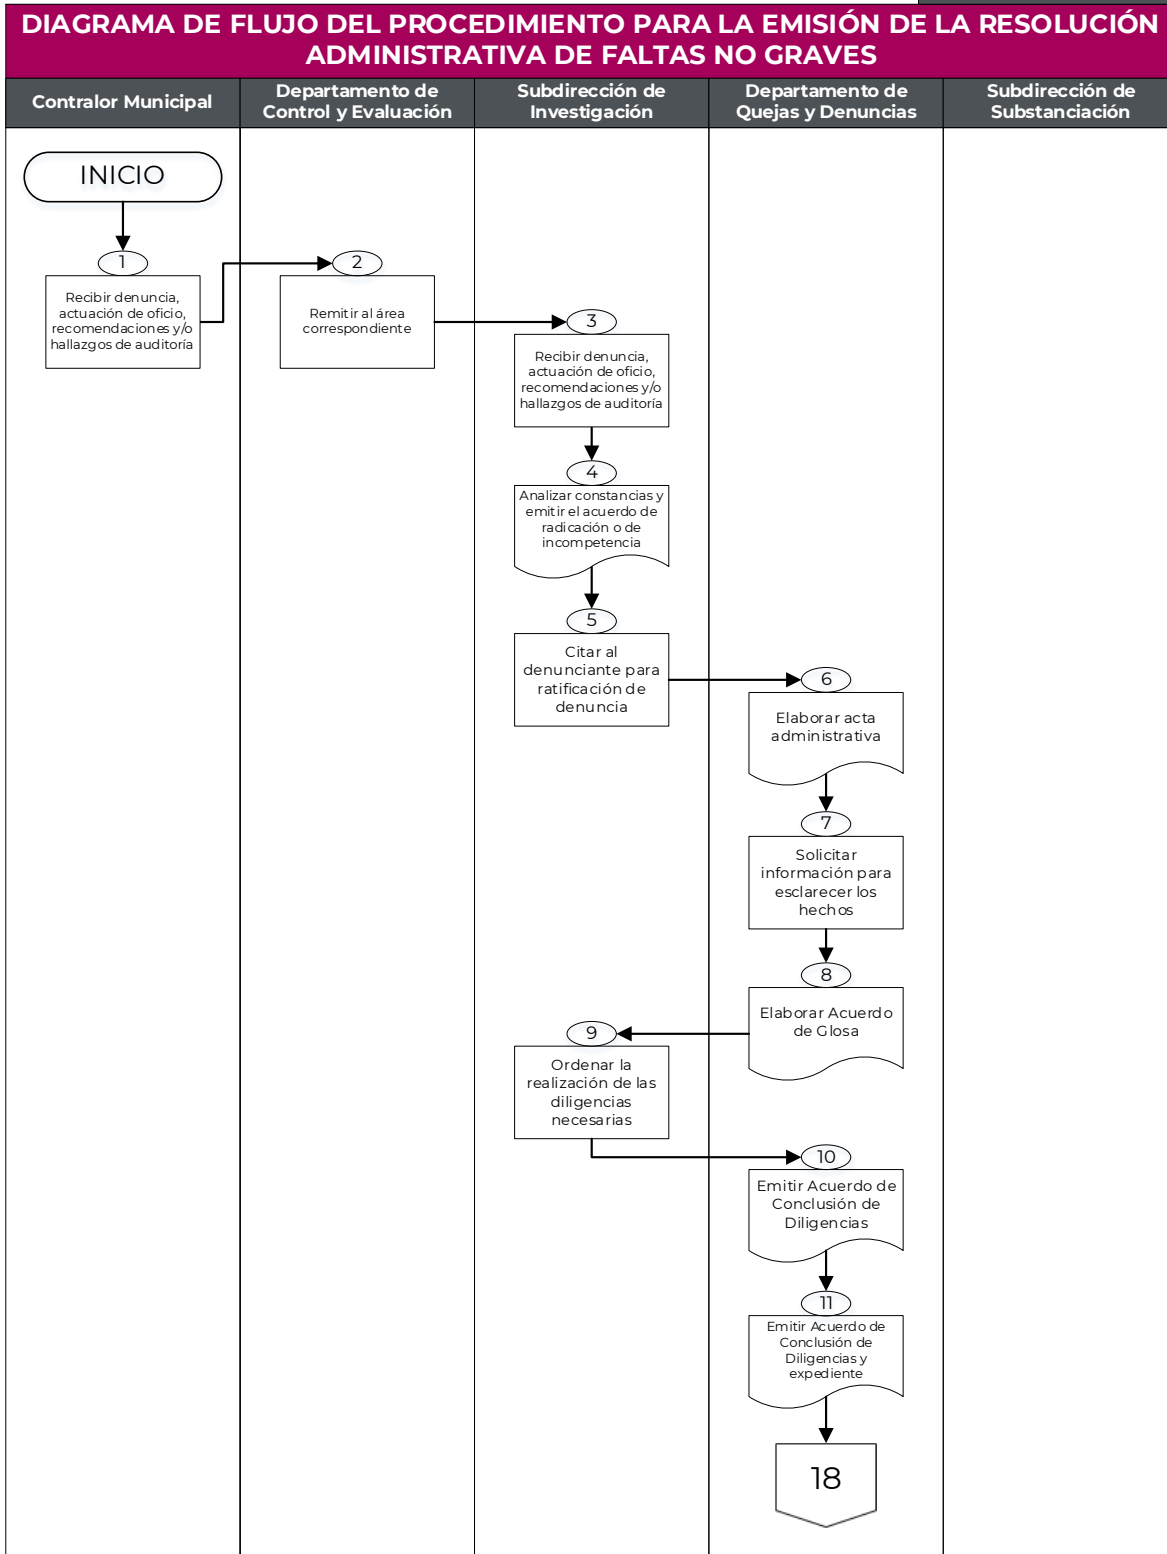 DIAGRAMA DE FLUJO DEL PROCEDIMIENTO PARA LA EMISIÓN DE LA RESOLUCIÓN
ADMINISTRATIVA DE FALTAS NO GRAVES
Contralor Municipal
Departamento de
Control y Evaluación
Subdirección de
Investigación
Departamento de
Quejas y Denuncias
Subdirección de
Substanciación
INICIO
1
Recibir denuncia,
actuación de oficio,
recomendaciones y/o
hallazgos de auditoría
2
Remitir al área
correspondiente
3
Recibir denuncia,
actuación de oficio,
recomendaciones y/o
hallazgos de auditoría
4
Analizar constancias y
emitir el acuerdo de
radicación o de
incompetencia
5
Citar al
denunciante para
ratificación de
denuncia
6
Elaborar acta
administrativa
7
Solicitar
información para
esclarecer los
hechos
8
Elaborar Acuerdo
de Glosa
9
Ordenar la
realización de las
diligencias
necesarias
10
Emitir Acuerdo de
Conclusión de
Diligencias
11
Emitir Acuerdo de
Conclusión de
Diligencias y
expediente
18